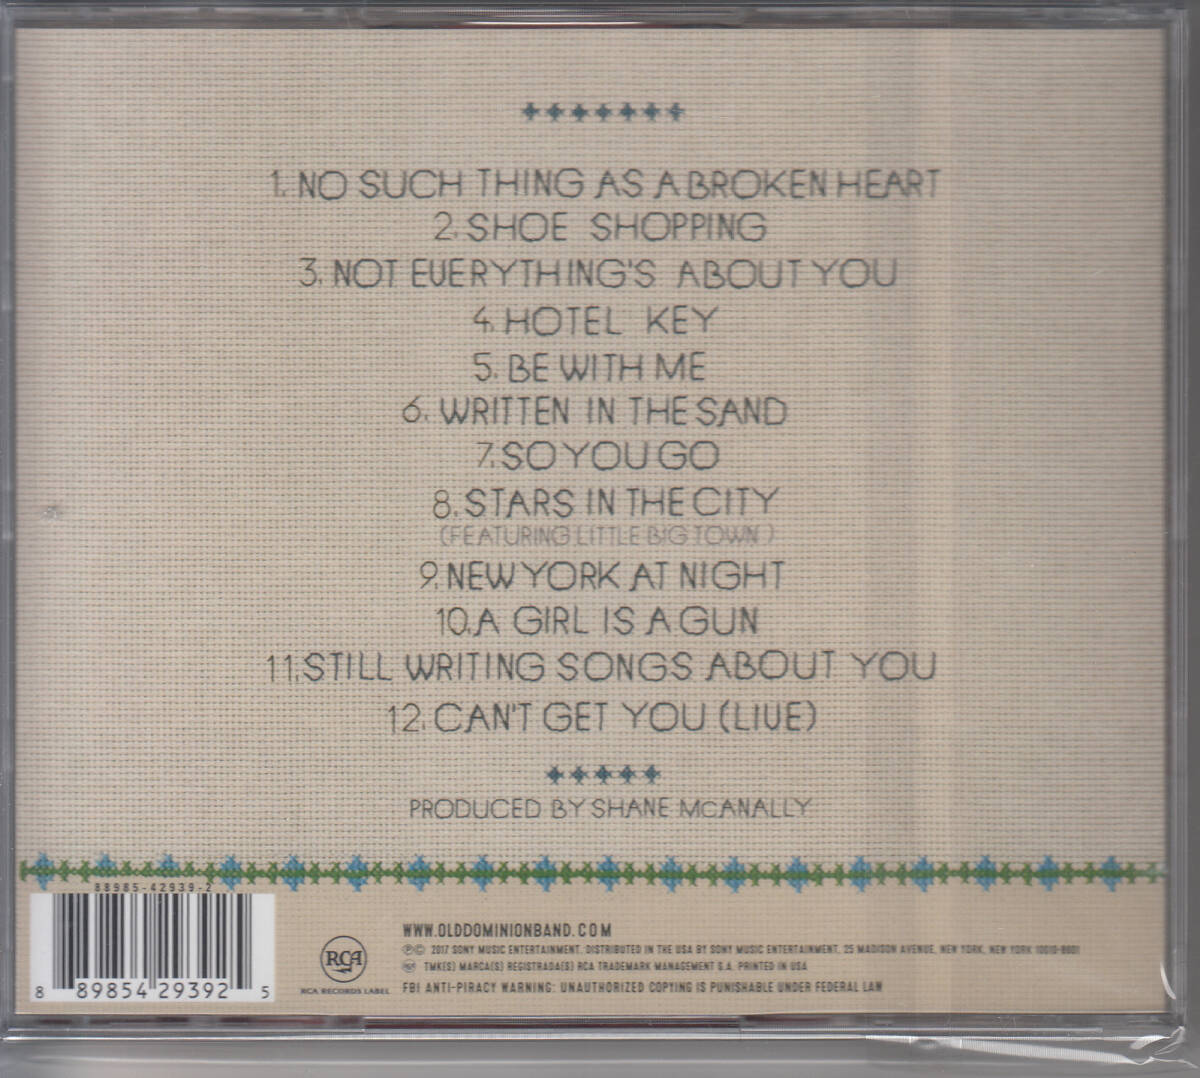 1. NO SUCH THING AS A BROKEN HEART
2. SHOE SHOPPING
3. NOT EVERYTHING'S ABOUT YOU
4. HOTEL KEY
5. BE WITH ME
6. WRITTEN IN THE SAND
7. SO YOU GO
8. STARS IN THE CITY
(FEATURING LITTLE BIG TOWN)
9. NEW YORK AT NIGHT
10. A GIRL IS A GUN
11. STILL WRITING SONGS ABOUT YOU
12. CAN'T GET YOU (LIVE)
PRODUCED BY SHANE McANALLY
88985-42939-2
8 89854 29392 5
RCA
RCA RECORDS LABEL
WWW.OLDDOMINIONBAND.COM
℗© 2017 SONY MUSIC ENTERTAINMENT. DISTRIBUTED IN THE USA BY SONY MUSIC ENTERTAINMENT, 25 MADISON AVENUE, NEW YORK, NEW YORK 10010-8601
RCA TMK(S) MARCA(S) REGISTRADA(S) RCA TRADEMARK MANAGEMENT S.A. PRINTED IN USA
FBI ANTI-PIRACY WARNING: UNAUTHORIZED COPYING IS PUNISHABLE UNDER FEDERAL LAW